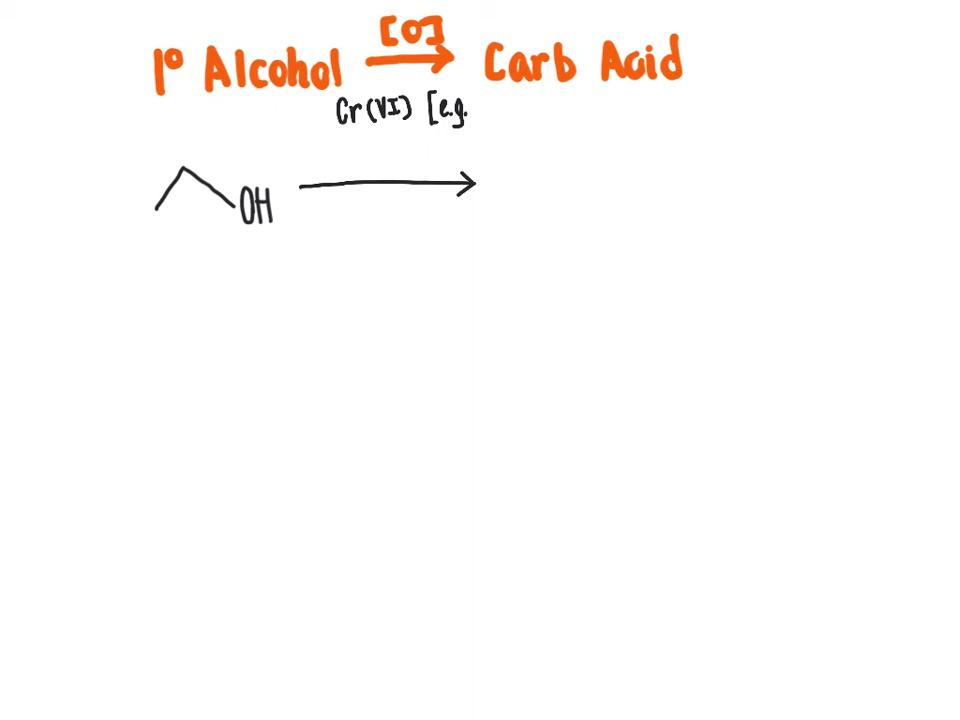 [O]
1° Alcohol → Carb Acid
Cr(VI) [e.g.
OH